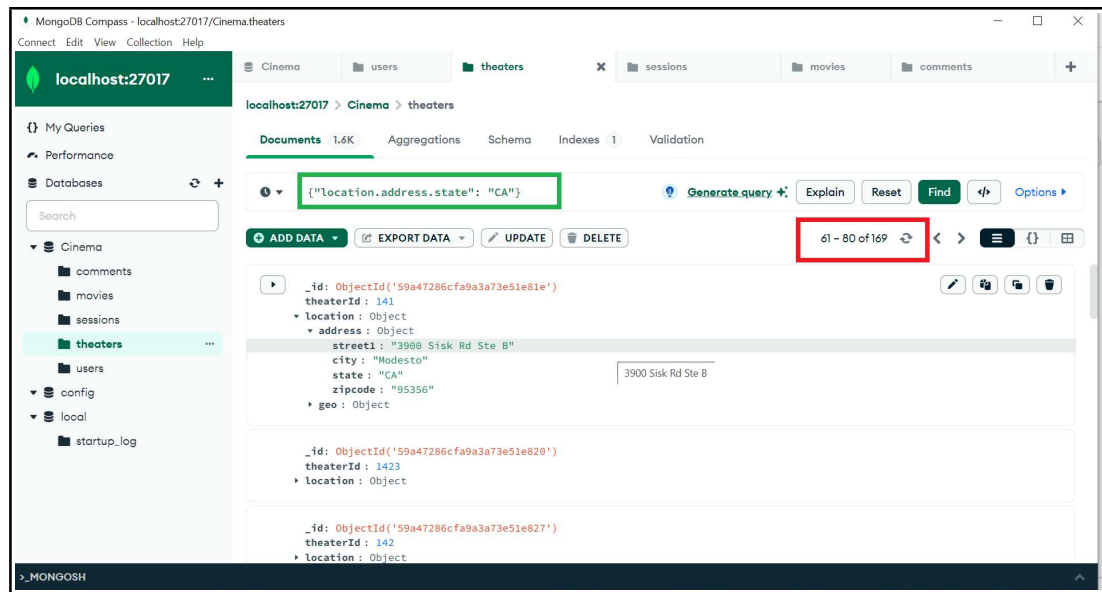 MongoDB Compass - localhost:27017/Cinema.theaters
Connect Edit View Collection Help
localhost:27017 ...
{} My Queries
Performance
Databases
Search
Cinema
comments
movies
sessions
theaters ...
users
config
local
startup_log
Cinema users theaters sessions movies comments
localhost:27017 > Cinema > theaters
Documents 1.6K Aggregations Schema Indexes 1 Validation
{"location.address.state": "CA"} Generate query Explain Reset Find </> Options
ADD DATA EXPORT DATA UPDATE DELETE 61 – 80 of 169 {}
_id: ObjectId('59a47286cfa9a3a73e51e81e')
theaterId : 141
location : Object
address : Object
street1 : "3900 Sisk Rd Ste B"
city : "Modesto"
state : "CA"
3900 Sisk Rd Ste B
zipcode : "95356"
geo : Object
_id: ObjectId('59a47286cfa9a3a73e51e820')
theaterId : 1423
location : Object
_id: ObjectId('59a47286cfa9a3a73e51e827')
theaterId : 142
location : Object
>_MONGOSH